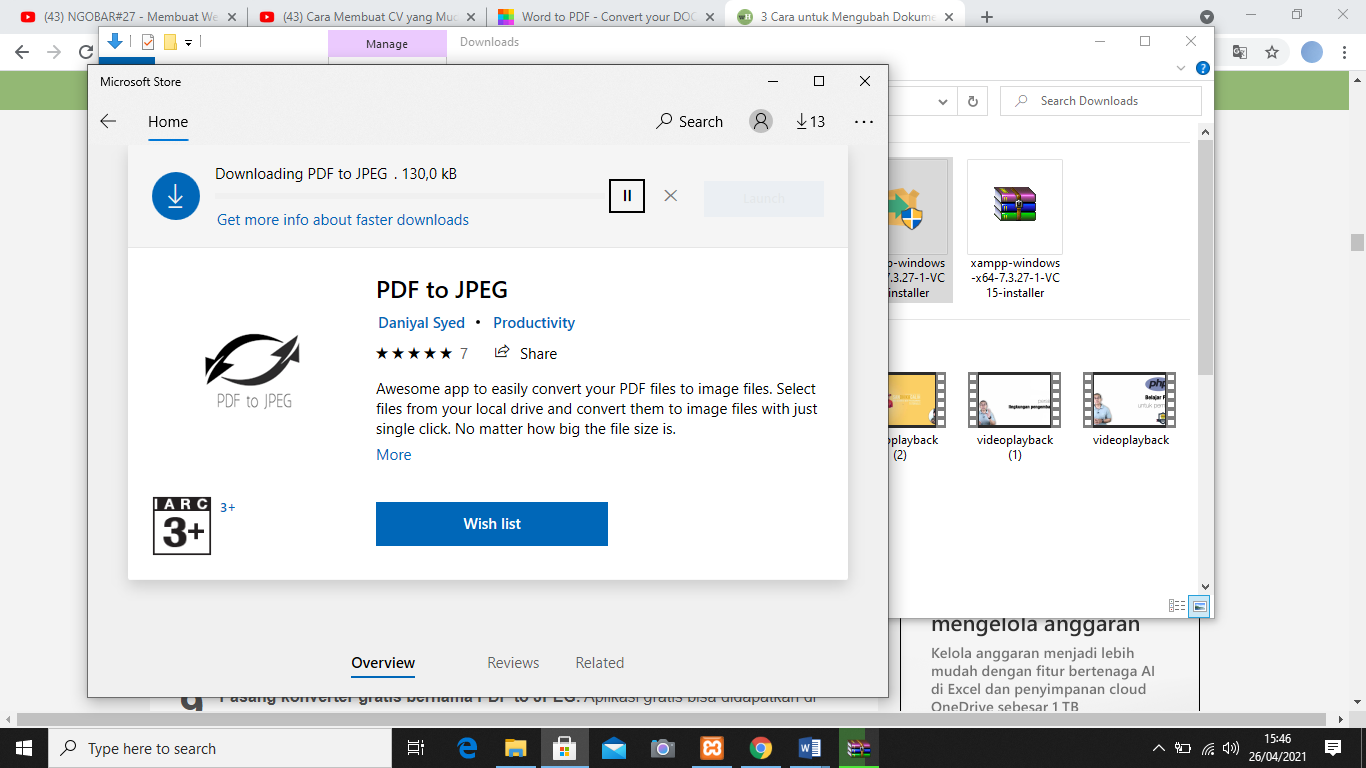 (43) NGOBAR#27 - Membuat We
(43) Cara Membuat CV yang Mud
Word to PDF - Convert your DOC
3 Cara untuk Mengubah Dokume
Manage
Downloads
Search Downloads
Microsoft Store
Home
Search
13
Downloading PDF to JPEG . 130,0 kB
Get more info about faster downloads
Launch
PDF to JPEG
Daniyal Syed • Productivity
7
Share
Awesome app to easily convert your PDF files to image files. Select
files from your local drive and convert them to image files with just
single click. No matter how big the file size is.
More
PDF to JPEG
IARC
3+
3+
Wish list
Overview
Reviews
Related
p-windows
7.3.27-1-VC
installer
xampp-windows
-x64-7.3.27-1-VC
15-installer
oplayback
(2)
videoplayback
(1)
videoplayback
php
Belajar P
9
Pasang konverter gratis bernama PDF to JPEG. Aplikasi gratis bisa didapatkan di
mengelola anggaran
Kelola anggaran menjadi lebih
mudah dengan fitur bertenaga AI
di Excel dan penyimpanan cloud
OneDrive sebesar 1 TB
Type here to search
15:46
26/04/2021